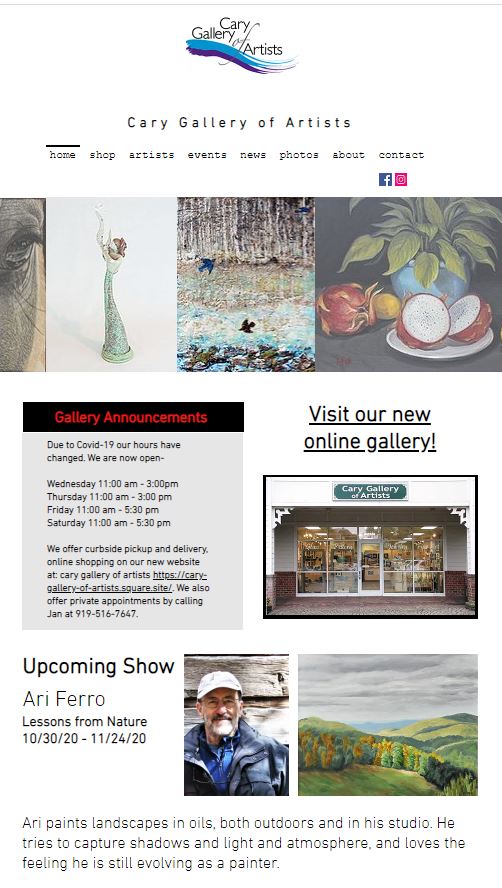 Cary
Gallery of Artists
Cary Gallery of Artists
home shop artists events news photos about contact
Gallery Announcements
Due to Covid-19 our hours have
changed. We are now open-
Wednesday 11:00 am - 3:00pm
Thursday 11:00 am - 3:00 pm
Friday 11:00 am - 5:30 pm
Saturday 11:00 am - 5:30 pm
We offer curbside pickup and delivery,
online shopping on our new website
at: cary gallery of artists https://cary-
gallery-of-artists.square.site/. We also
offer private appointments by calling
Jan at 919-516-7647.
Visit our new
online gallery!
Cary Gallery
of Artists
Upcoming Show
Ari Ferro
Lessons from Nature
10/30/20 - 11/24/20
Ari paints landscapes in oils, both outdoors and in his studio. He
tries to capture shadows and light and atmosphere, and loves the
feeling he is still evolving as a painter.